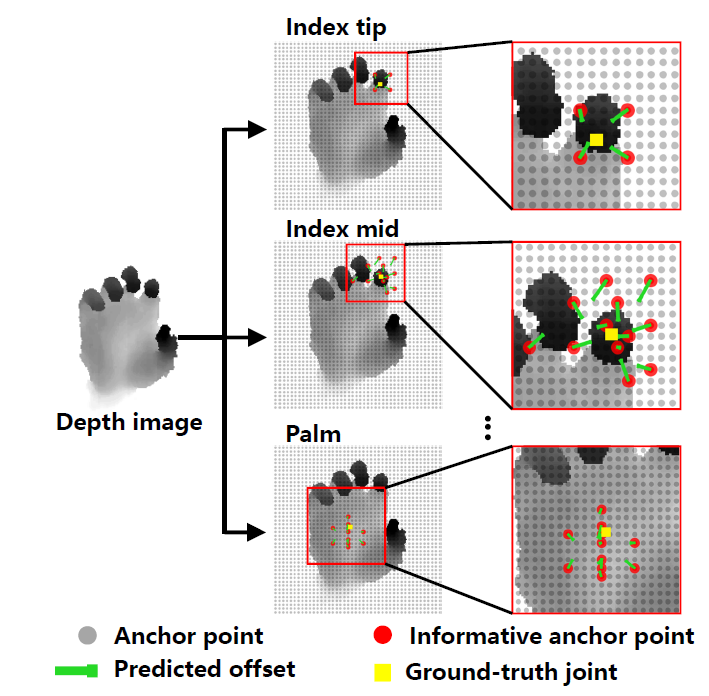 Index tip
Index mid
Depth image
Palm
Anchor point
Informative anchor point
Predicted offset
Ground-truth joint